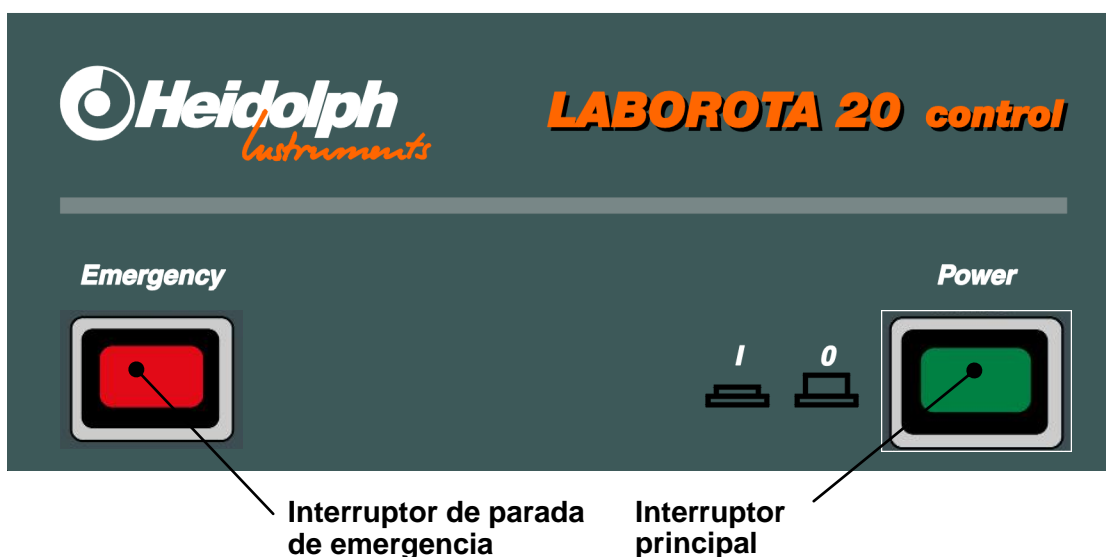 Heidolph
Instruments
LABOROTA 20 control
Emergency
Power
I
0
Interruptor de parada
de emergencia
Interruptor
principal